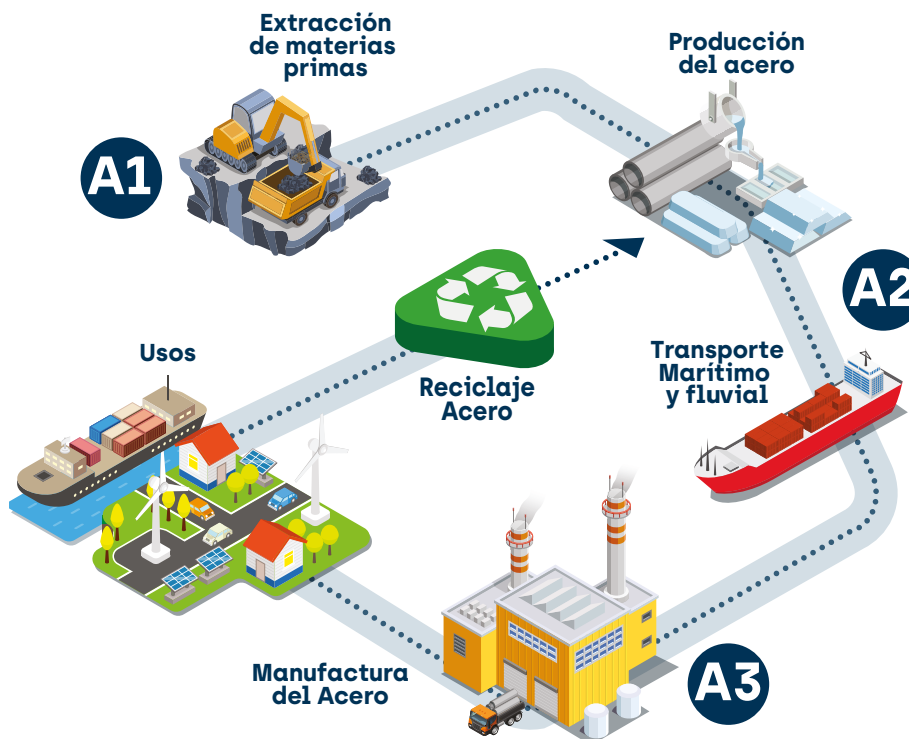 Extracción
de materias
primas
Producción
del acero
A1
A2
Usos
Reciclaje
Acero
Transporte
Marítimo
y fluvial
Manufactura
del Acero
A3